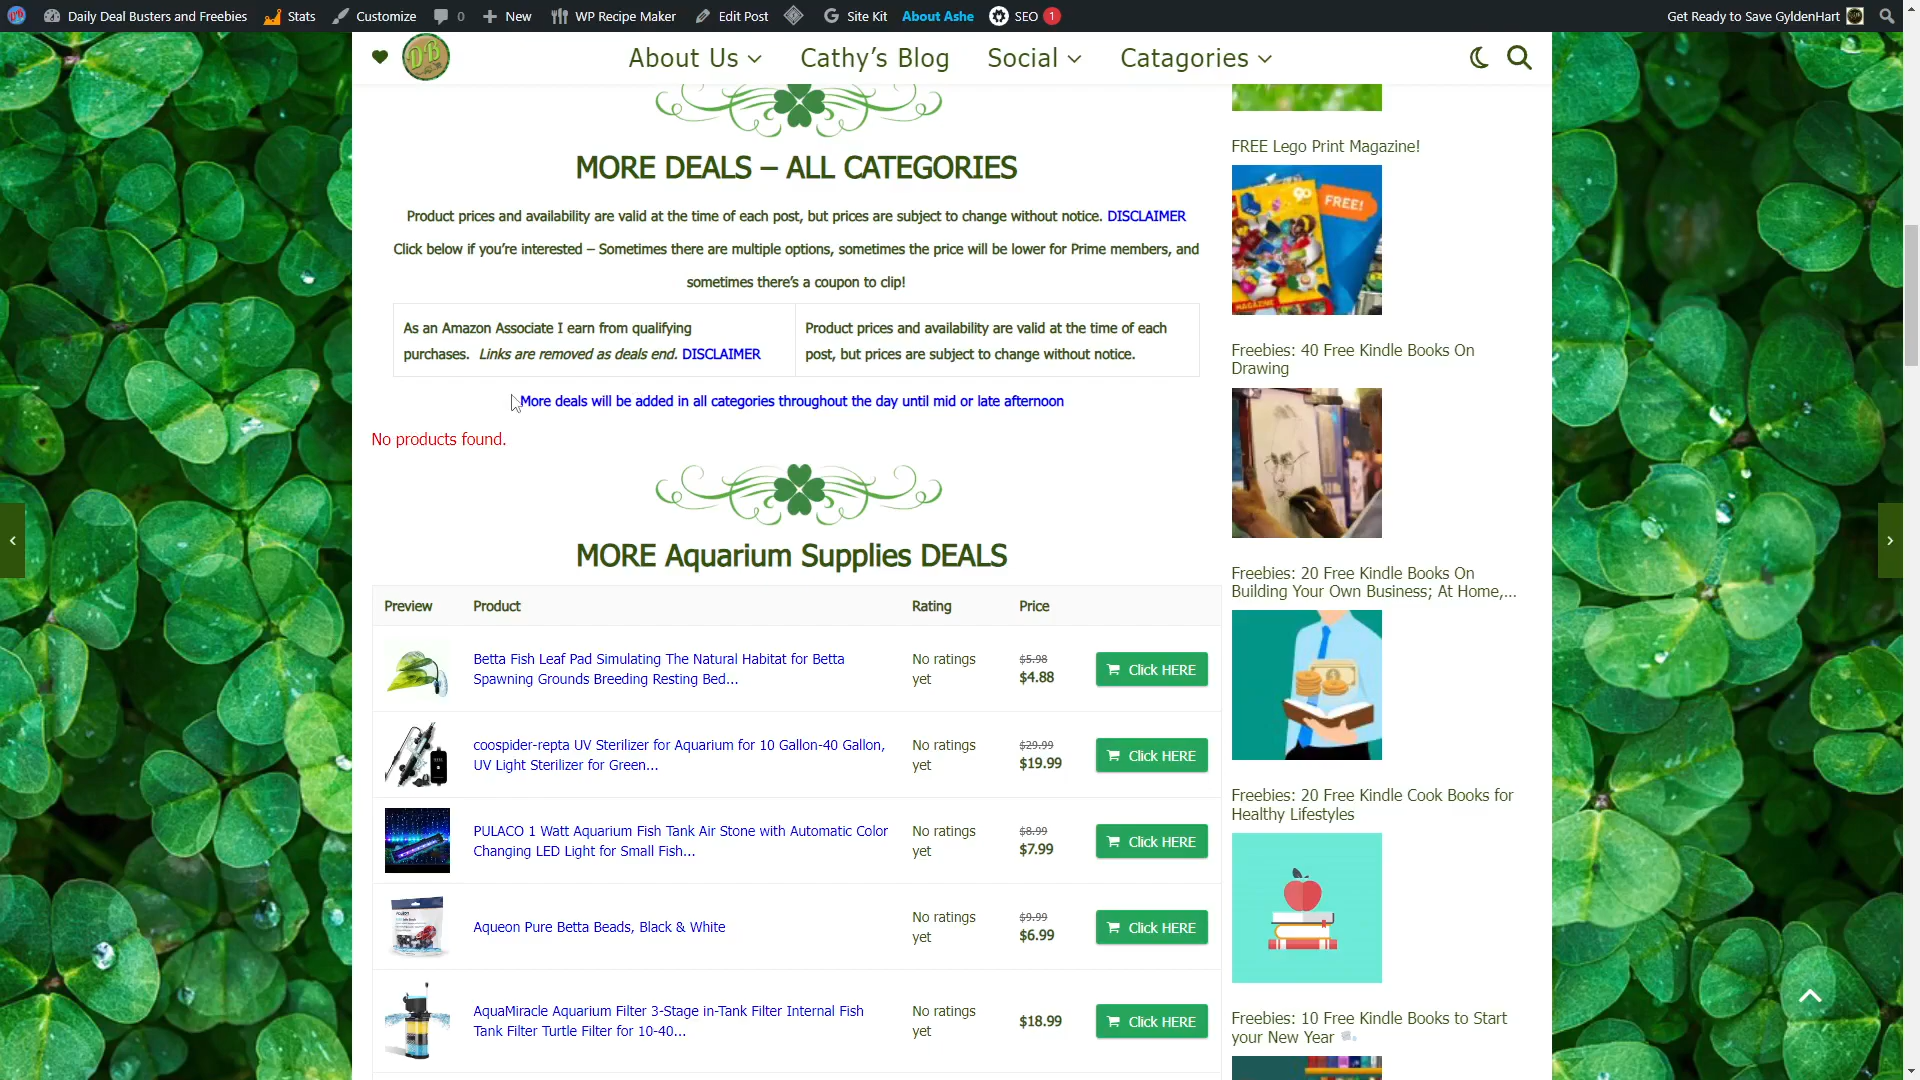 Daily Deal Busters and Freebies Stats Customize 0 New WP Recipe Maker Edit Post Site Kit About Ashe SEO 1 Get Ready to Save GyldenHart
DB About Us Cathy's Blog Social Catagories
MORE DEALS – ALL CATEGORIES
Product prices and availability are valid at the time of each post, but prices are subject to change without notice. DISCLAIMER
Click below if you're interested – Sometimes there are multiple options, sometimes the price will be lower for Prime members, and
sometimes there's a coupon to clip!
As an Amazon Associate I earn from qualifying
purchases. Links are removed as deals end. DISCLAIMER
Product prices and availability are valid at the time of each
post, but prices are subject to change without notice.
More deals will be added in all categories throughout the day until mid or late afternoon
No products found.
MORE Aquarium Supplies DEALS
Preview Product Rating Price
Betta Fish Leaf Pad Simulating The Natural Habitat for Betta
Spawning Grounds Breeding Resting Bed...
No ratings
yet
$5.98
$4.88
Click HERE
coospider-repta UV Sterilizer for Aquarium for 10 Gallon-40 Gallon,
UV Light Sterilizer for Green...
No ratings
yet
$29.99
$19.99
Click HERE
PULACO 1 Watt Aquarium Fish Tank Air Stone with Automatic Color
Changing LED Light for Small Fish...
No ratings
yet
$8.99
$7.99
Click HERE
Aqueon Pure Betta Beads, Black & White
No ratings
yet
$9.99
$6.99
Click HERE
AquaMiracle Aquarium Filter 3-Stage in-Tank Filter Internal Fish
Tank Filter Turtle Filter for 10-40...
No ratings
yet
$18.99
Click HERE
FREE Lego Print Magazine!
FREE!
MAGAZINE
Freebies: 40 Free Kindle Books On
Drawing
Freebies: 20 Free Kindle Books On
Building Your Own Business; At Home,...
Freebies: 20 Free Kindle Cook Books for
Healthy Lifestyles
Freebies: 10 Free Kindle Books to Start
your New Year